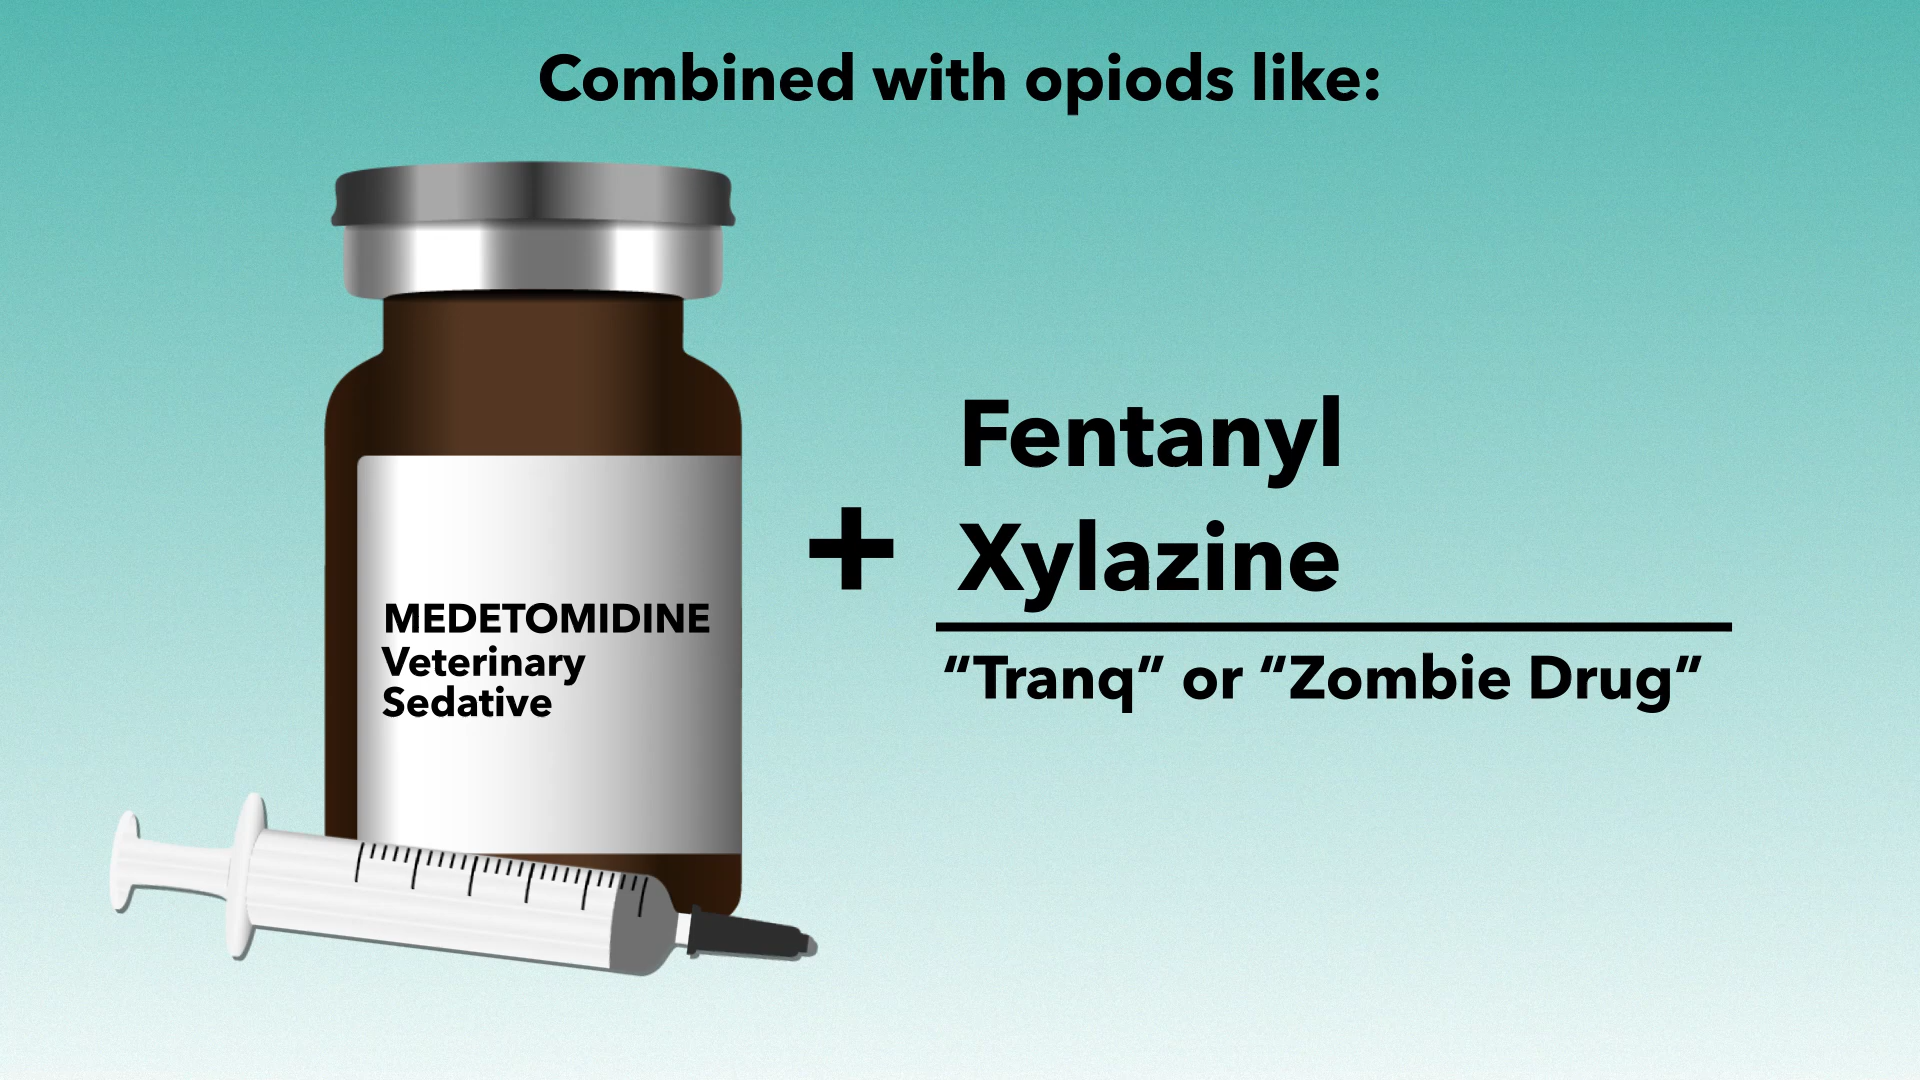 Combined with opiods like:
MEDETOMIDINE
Veterinary
Sedative
+
Fentanyl
Xylazine
“Tranq” or “Zombie Drug”